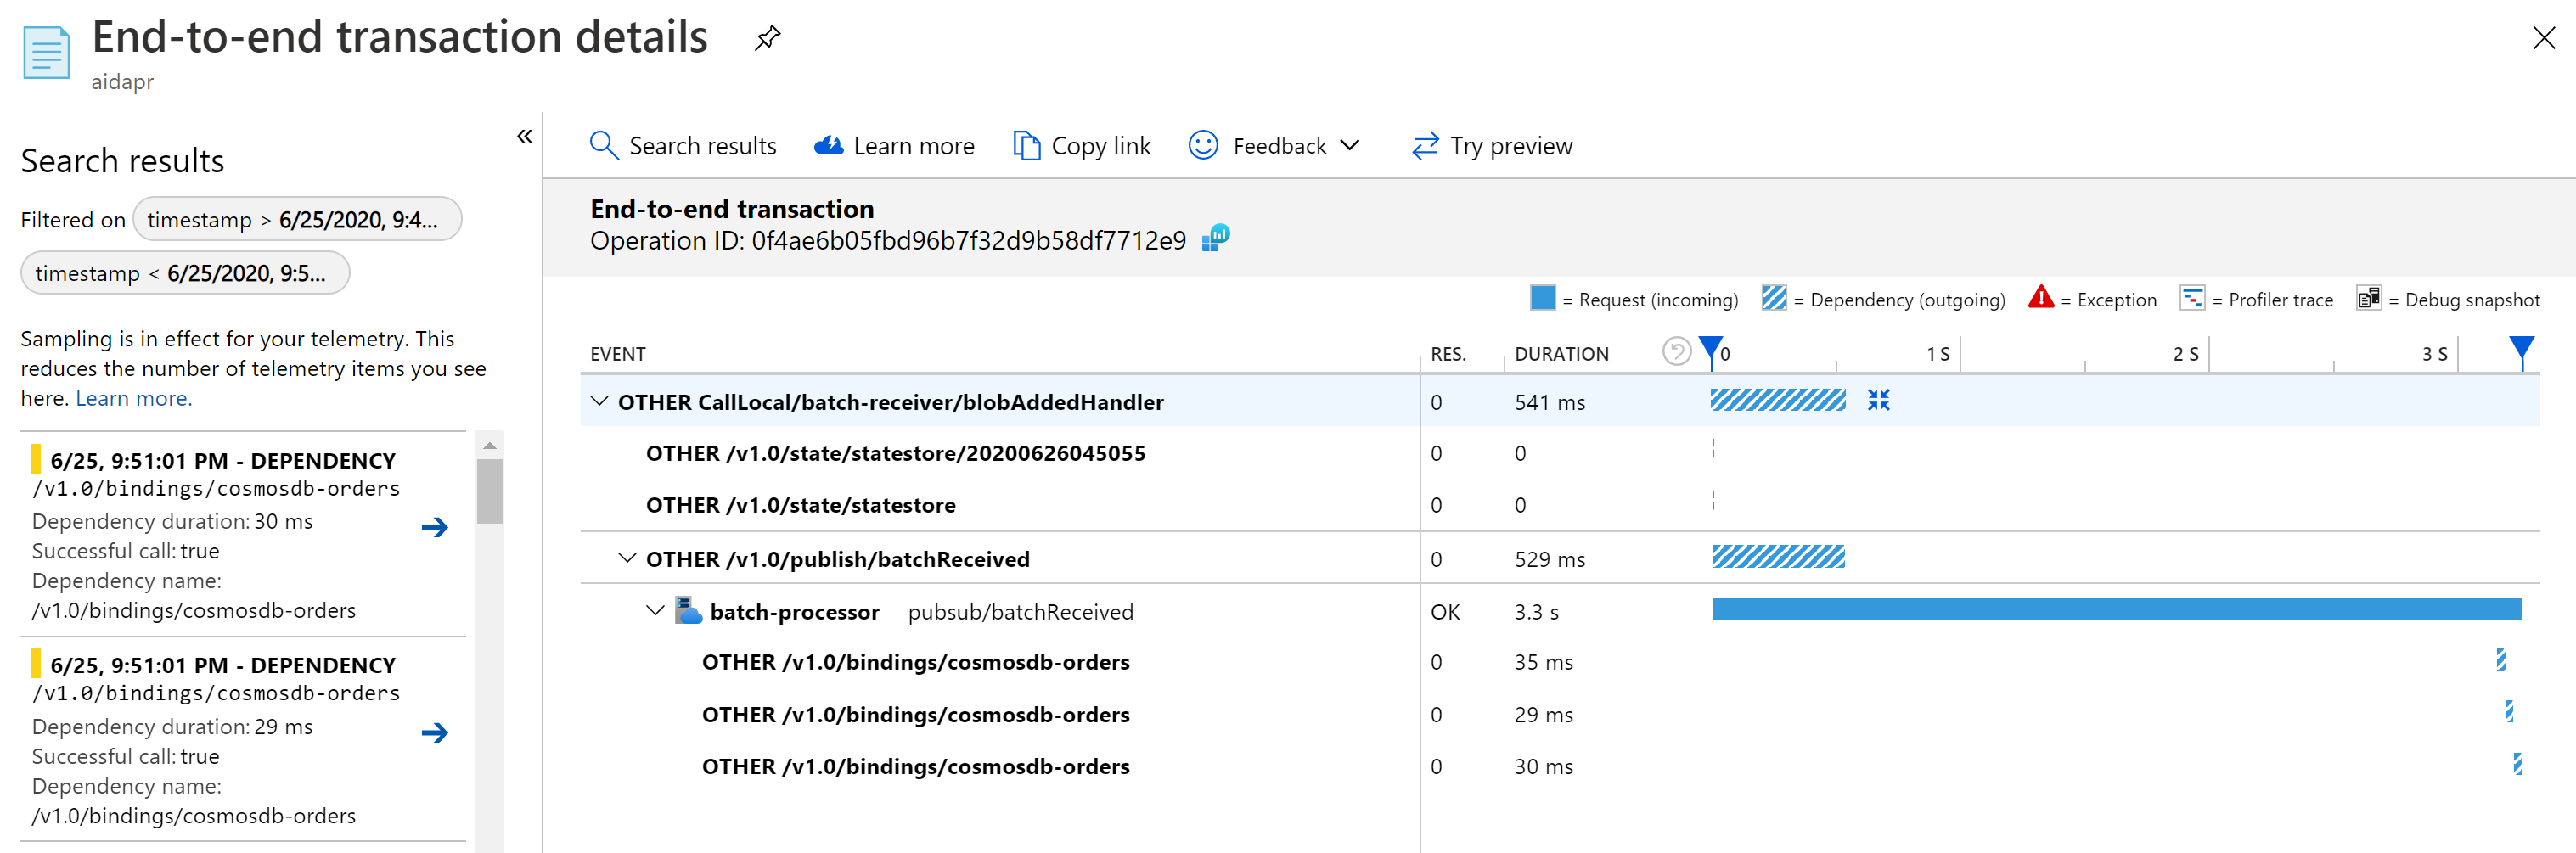 End-to-end transaction details
aidapr
Search results
Filtered on timestamp > 6/25/2020, 9:4...
timestamp < 6/25/2020, 9:5...
Sampling is in effect for your telemetry. This
reduces the number of telemetry items you see
here. Learn more.
6/25, 9:51:01 PM - DEPENDENCY
/v1.0/bindings/cosmosdb-orders
Dependency duration: 30 ms
Successful call: true
Dependency name:
/v1.0/bindings/cosmosdb-orders
6/25, 9:51:01 PM - DEPENDENCY
/v1.0/bindings/cosmosdb-orders
Dependency duration: 29 ms
Successful call: true
Dependency name:
/v1.0/bindings/cosmosdb-orders
Search results Learn more Copy link Feedback Try preview
End-to-end transaction
Operation ID: 0f4ae6b05fbd96b7f32d9b58df7712e9
= Request (incoming) = Dependency (outgoing) = Exception = Profiler trace = Debug snapshot
EVENT RES. DURATION 0 1 S 2 S 3 S
OTHER CallLocal/batch-receiver/blobAddedHandler 0 541 ms
OTHER /v1.0/state/statestore/20200626045055 0 0
OTHER /v1.0/state/statestore 0 0
OTHER /v1.0/publish/batchReceived 0 529 ms
batch-processor pubsub/batchReceived OK 3.3 s
OTHER /v1.0/bindings/cosmosdb-orders 0 35 ms
OTHER /v1.0/bindings/cosmosdb-orders 0 29 ms
OTHER /v1.0/bindings/cosmosdb-orders 0 30 ms